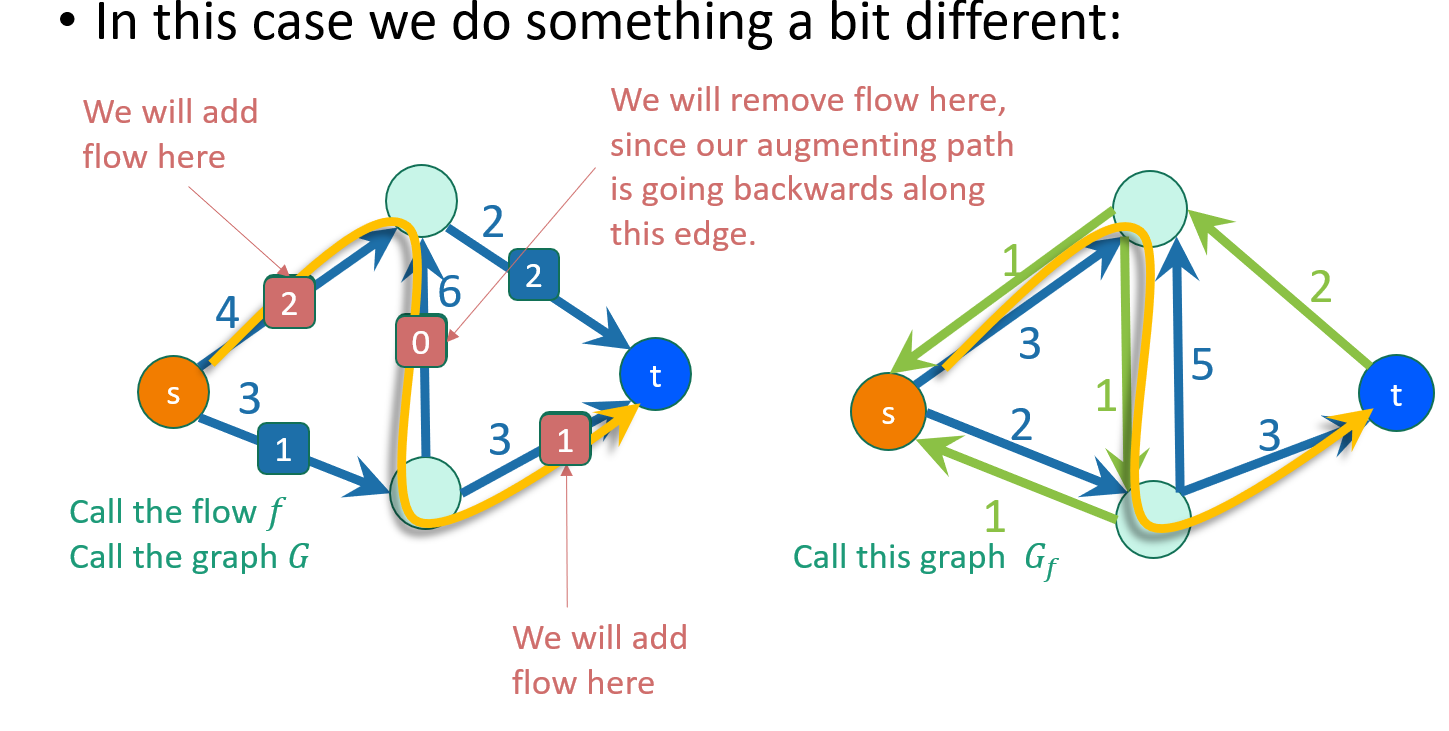 • In this case we do something a bit different:
We will add
flow here
We will remove flow here,
since our augmenting path
is going backwards along
this edge.
2
2
6
4
2
0
s
3
1
3
1
t
Call the flow f
Call the graph G
We will add
flow here
1
2
3
5
1
s
2
3
t
1
Call this graph G_f